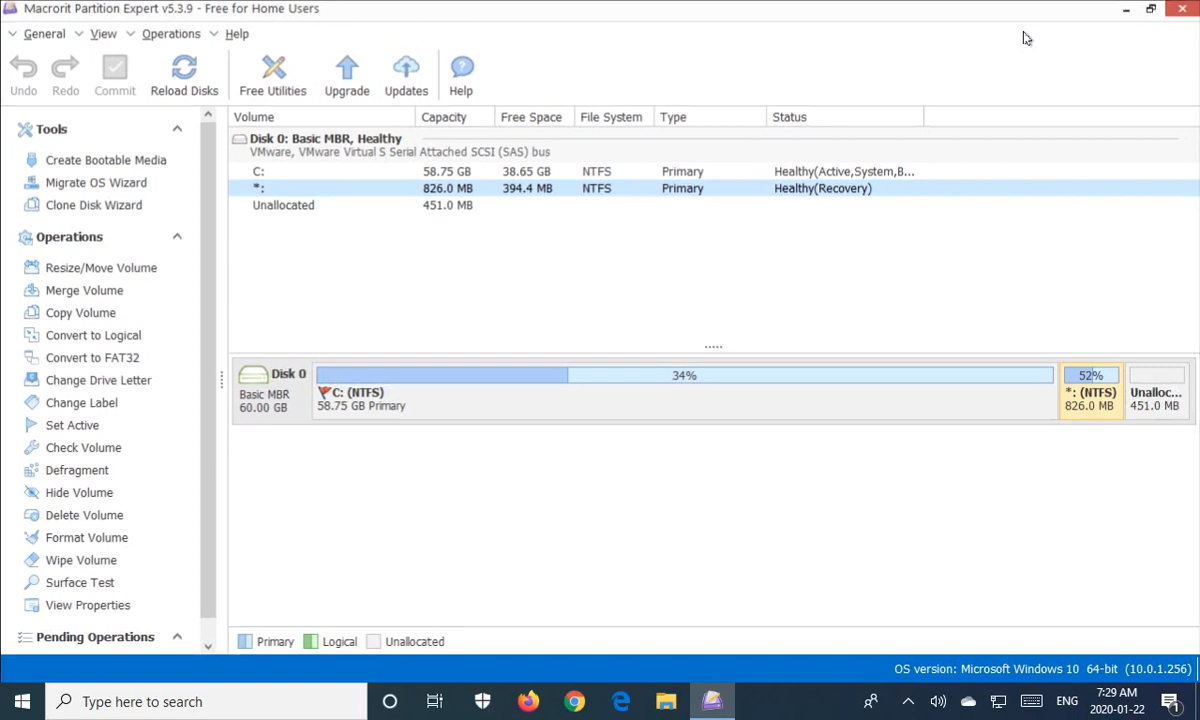 Macrorit Partition Expert v5.3.9 - Free for Home Users
General View Operations Help
Undo Redo Commit Reload Disks Free Utilities Upgrade Updates Help
Tools
Create Bootable Media
Migrate OS Wizard
Clone Disk Wizard
Operations
Resize/Move Volume
Merge Volume
Copy Volume
Convert to Logical
Convert to FAT32
Change Drive Letter
Change Label
Set Active
Check Volume
Defragment
Hide Volume
Delete Volume
Format Volume
Wipe Volume
Surface Test
View Properties
Pending Operations
Volume Capacity Free Space File System Type Status
Disk 0: Basic MBR, Healthy
VMware, VMware Virtual S Serial Attached SCSI (SAS) bus
C: 58.75 GB 38.65 GB NTFS Primary Healthy(Active,System,B...
*: 826.0 MB 394.4 MB NTFS Primary Healthy(Recovery)
Unallocated 451.0 MB
.....
Disk 0
Basic MBR
60.00 GB
34%
C: (NTFS)
58.75 GB Primary
52%
*: (NTFS)
826.0 MB
Unalloc...
451.0 MB
Primary Logical Unallocated
OS version: Microsoft Windows 10 64-bit (10.0.1.256)
Type here to search
ENG
7:29 AM
2020-01-22
1